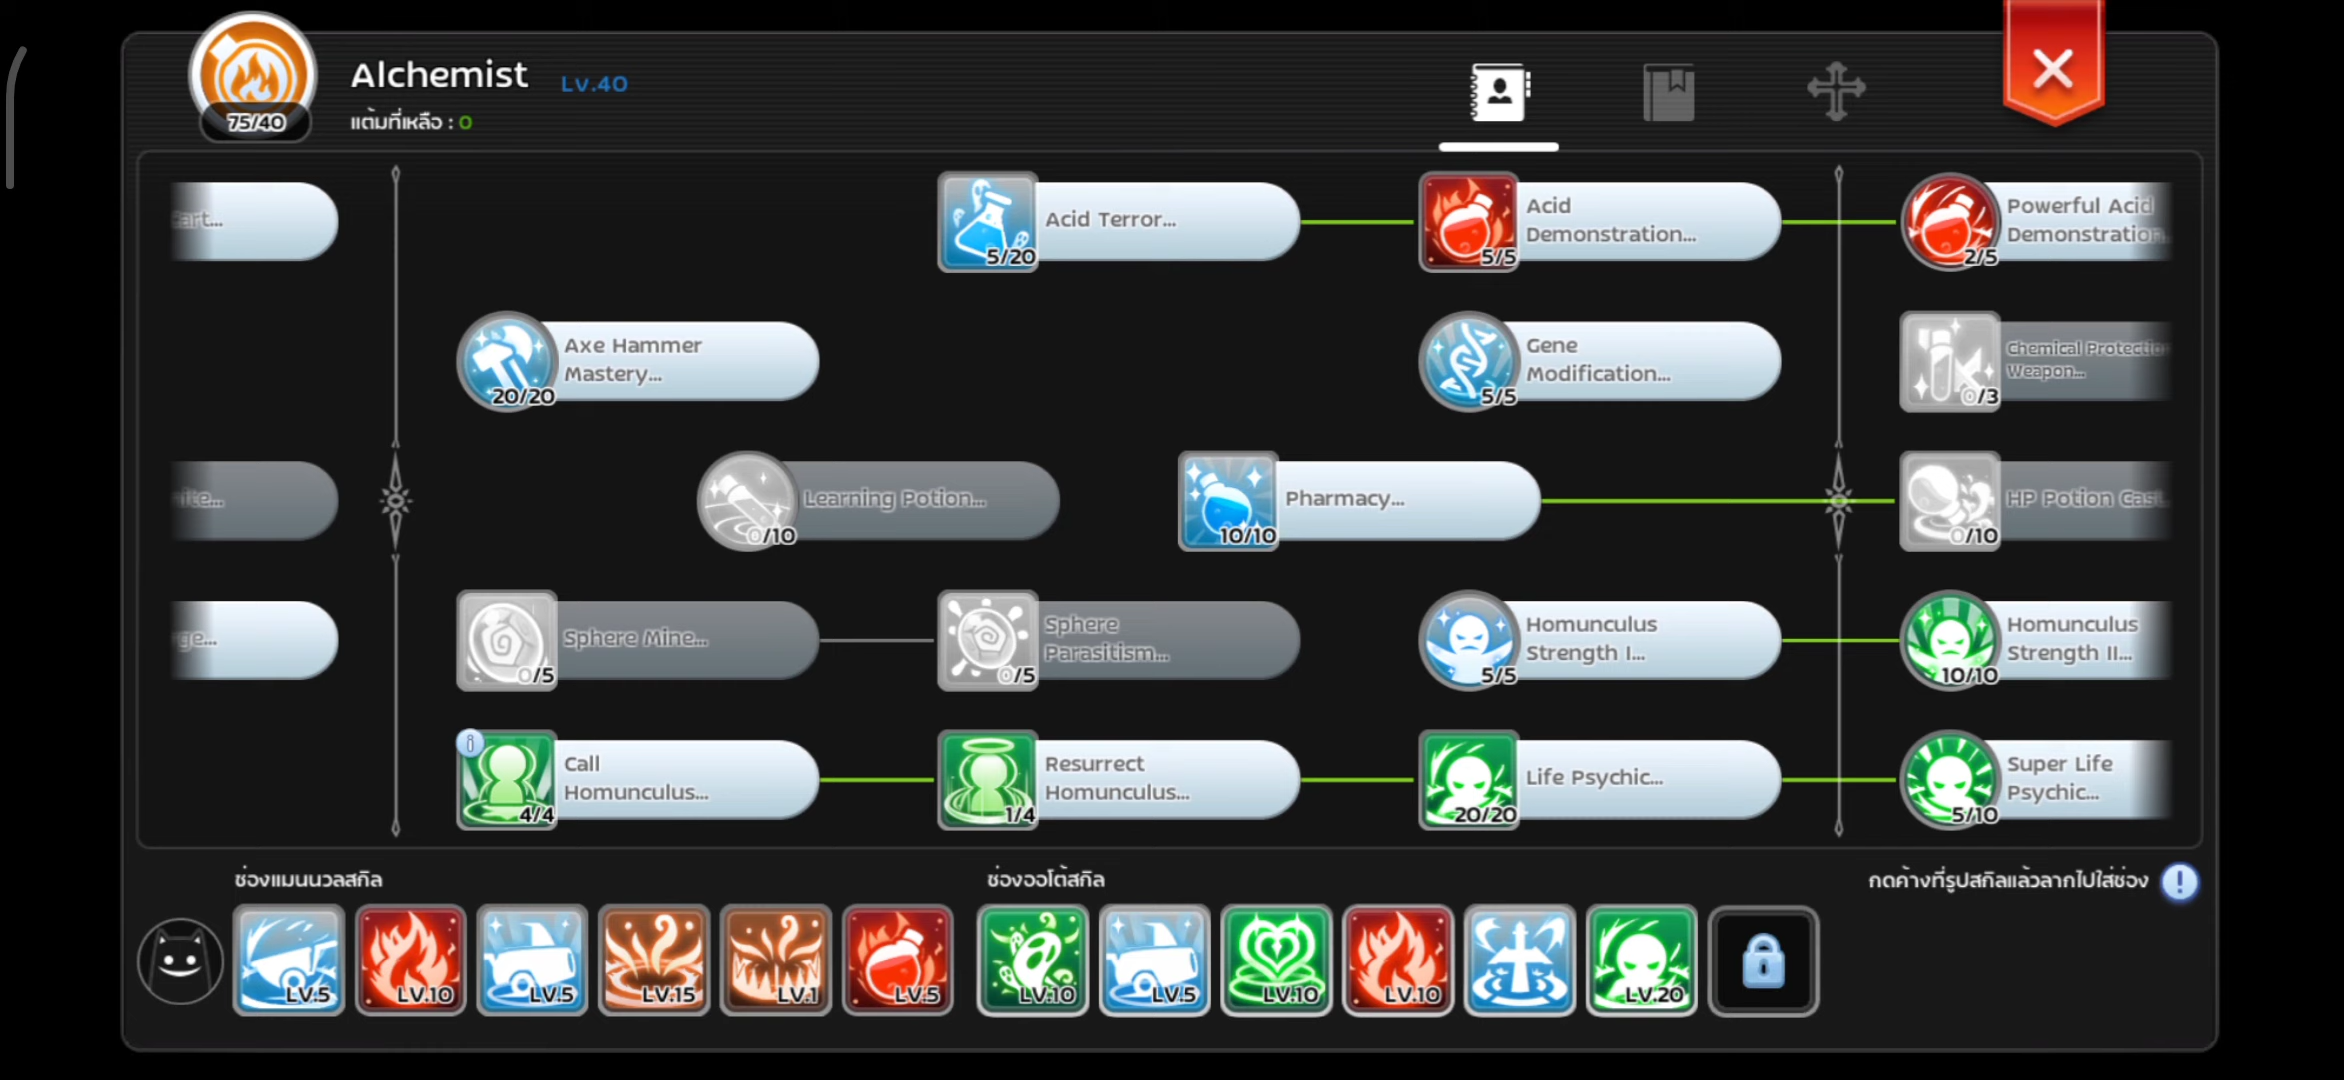 Alchemist Lv.40
75/40
แต้มที่เหลือ : 0
art...
Acid Terror...
5/20
Acid
Demonstration...
5/5
Powerful Acid
Demonstration.
2/5
Axe Hammer
Mastery...
20/20
Gene
Modification...
5/5
Chemical Protection
Weapon...
0/3
Learning Potion...
0/10
Pharmacy...
10/10
HP Potion Cast.
0/10
Sphere Mine...
0/5
Sphere
Parasitism...
0/5
Homunculus
Strength I...
5/5
Homunculus
Strength II...
10/10
ge...
Call
Homunculus...
4/4
Resurrect
Homunculus...
1/4
Life Psychic...
20/20
Super Life
Psychic...
5/10
ช่องแมนนวลสกิล
ช่องออโต้สกิล
กดค้างที่รูปสกิลแล้วลากไปใส่ช่อง
LV.5
LV.10
LV.5
LV.15
LV.1
LV.5
LV.10
LV.5
LV.10
LV.10
LV.20